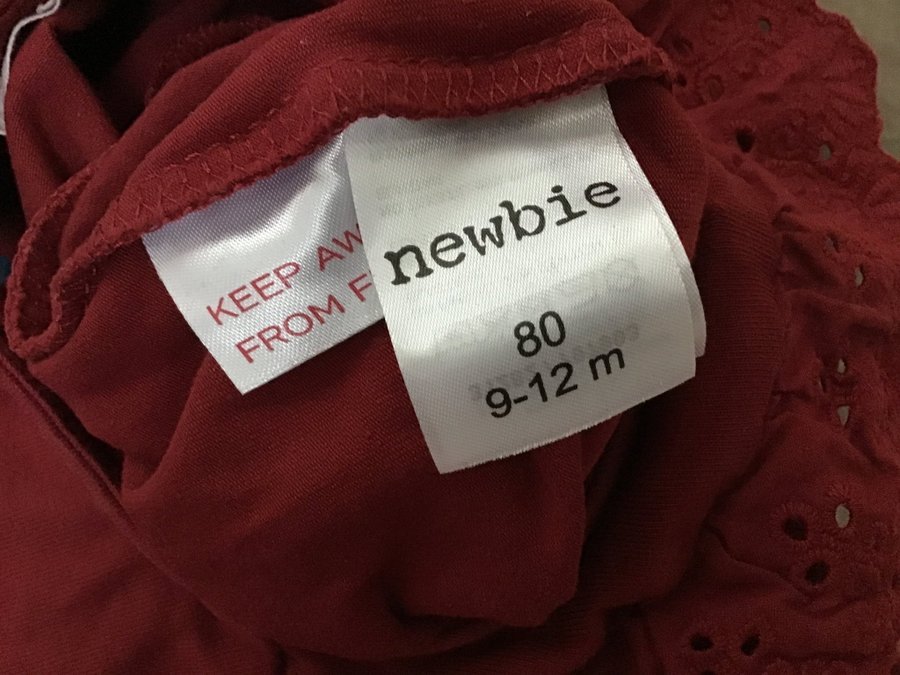 KEEP AW
FROM F
newbie
80
9-12 m